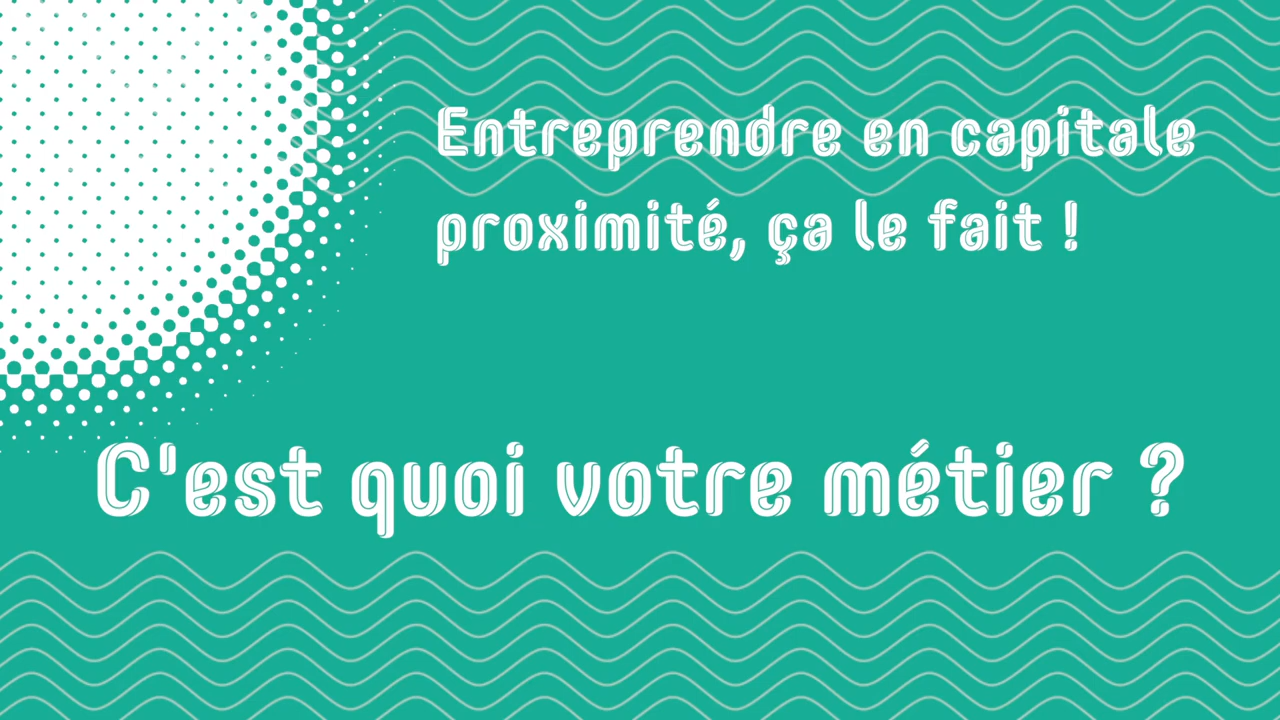 Entreprendre en capitale
proximité, ça le fait !
C'est quoi votre métier ?